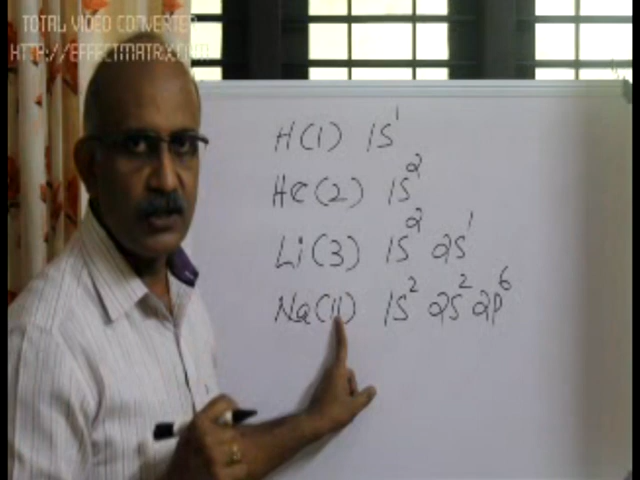 TOTAL VIDEO CONVERTER
HTTP://EFFECTMATRIX.COM
H(1) 1S¹
He(2) 1S²
Li(3) 1S² 2S¹
Na(11) 1S² 2S² 2P⁶